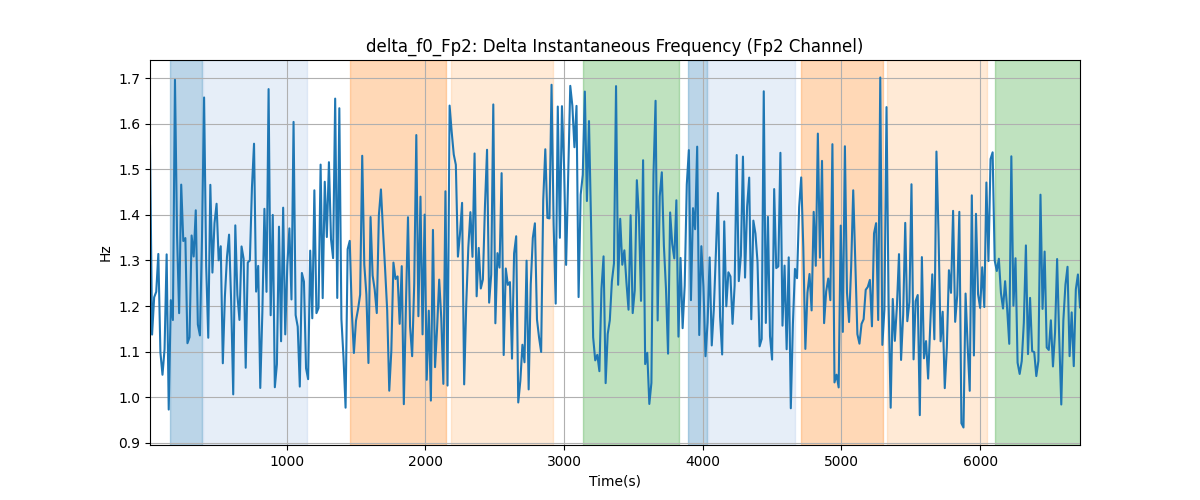 delta_f0_Fp2: Delta Instantaneous Frequency (Fp2 Channel)
Hz
1.7
1.6
1.5
1.4
1.3
1.2
1.1
1.0
0.9
1000 2000 3000 4000 5000 6000
Time(s)